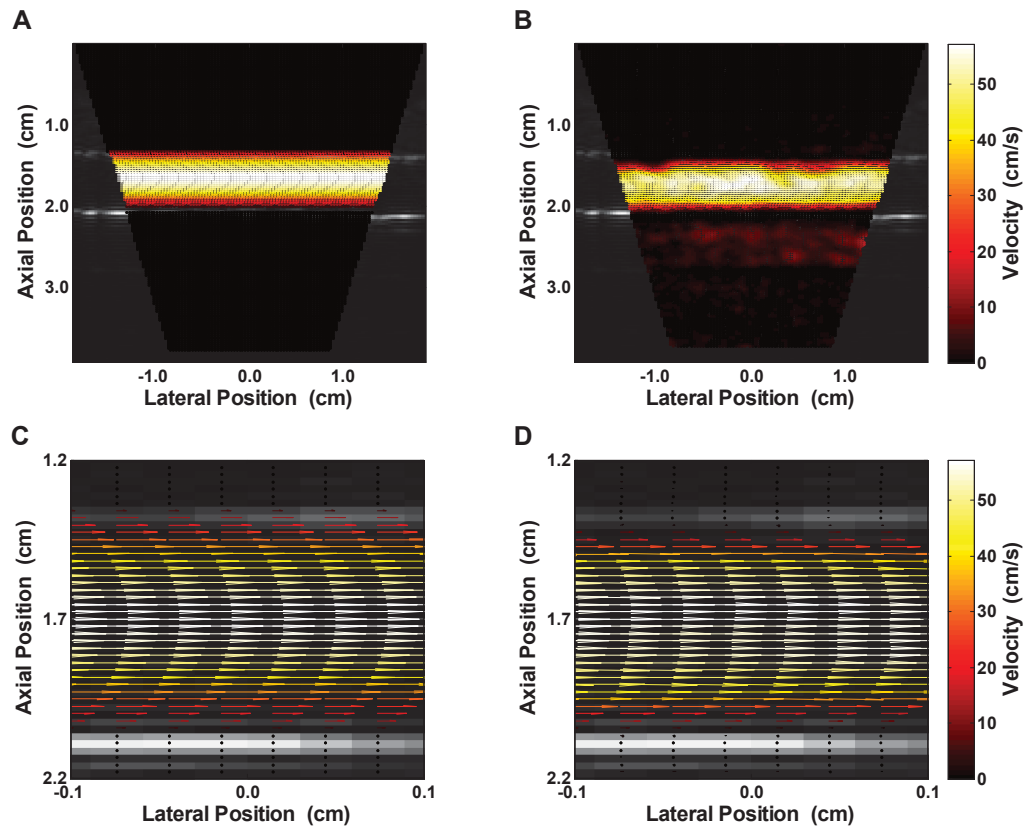 A
B
1.0
2.0
3.0
Axial Position (cm)
-1.0 0.0 1.0
Lateral Position (cm)
1.0
2.0
3.0
Axial Position (cm)
-1.0 0.0 1.0
Lateral Position (cm)
50
40
30
20
10
0
Velocity (cm/s)
C
D
1.2
1.7
2.2
Axial Position (cm)
-0.1 0.0 0.1
Lateral Position (cm)
1.2
1.7
2.2
Axial Position (cm)
-0.1 0.0 0.1
Lateral Position (cm)
50
40
30
20
10
0
Velocity (cm/s)